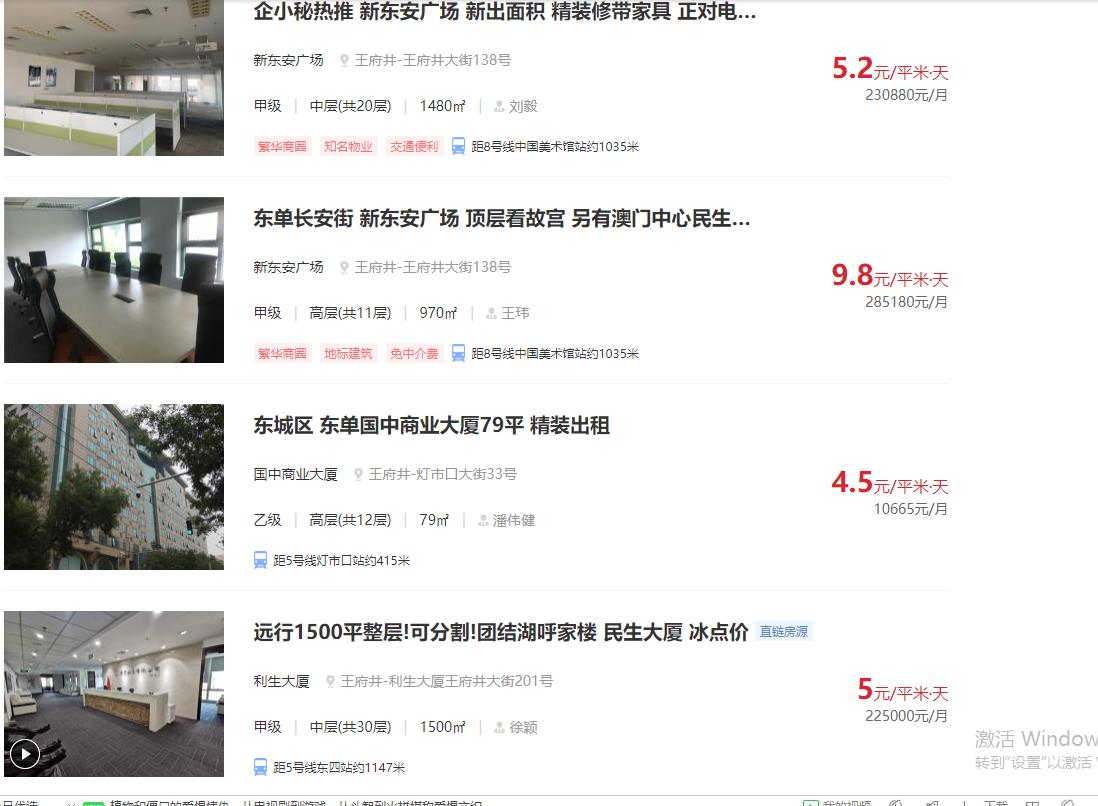 企小秘热推 新东安广场 新出面积 精装修带家具 正对电...
新东安广场 王府井-王府井大街138号
5.2元/平米·天
230880元/月
甲级 | 中层(共20层) | 1480㎡ | 刘毅
繁华商圈 知名物业 交通便利 距8号线中国美术馆站约1035米
东单长安街 新东安广场 顶层看故宫 另有澳门中心民生...
新东安广场 王府井-王府井大街138号
9.8元/平米·天
285180元/月
甲级 | 高层(共11层) | 970㎡ | 王玮
繁华商圈 地标建筑 免中介费 距8号线中国美术馆站约1035米
东城区 东单国中商业大厦79平 精装出租
国中商业大厦 王府井-灯市口大街33号
4.5元/平米·天
10665元/月
乙级 | 高层(共12层) | 79㎡ | 潘伟健
距5号线灯市口站约415米
远行1500平整层!可分割!团结湖呼家楼 民生大厦 冰点价 直链房源
利生大厦 王府井-利生大厦王府井大街201号
5元/平米·天
225000元/月
甲级 | 中层(共30层) | 1500㎡ | 徐颖
距5号线东四站约1147米
激活 Window
转到"设置"以激活
我的视频
下载